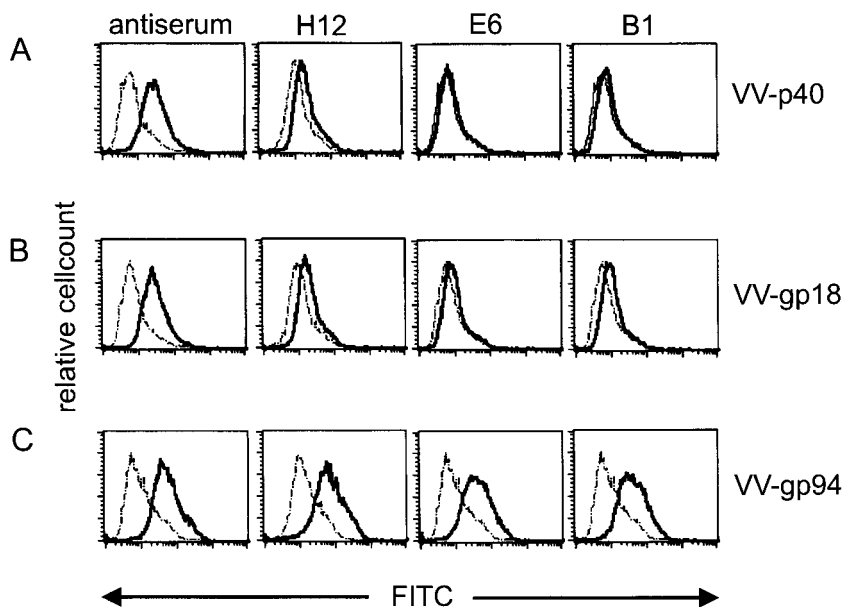 antiserum H12 E6 B1
A
VV-p40
B
VV-gp18
relative cellcount
C
VV-gp94
FITC